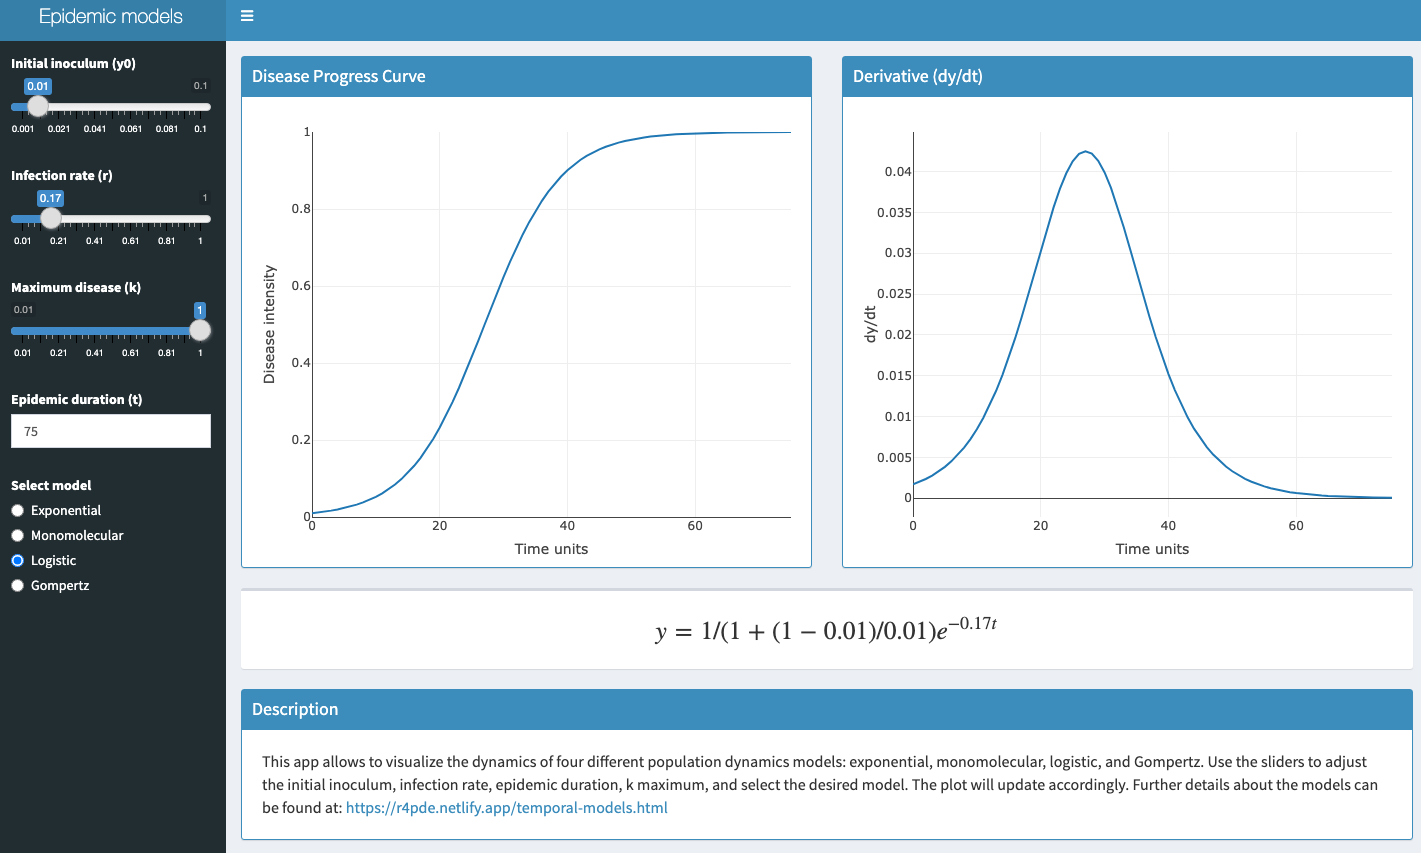 Epidemic models
Initial inoculum (y0)
0.01 0.1
0.001 0.021 0.041 0.061 0.081 0.1
Infection rate (r)
0.17 1
0.01 0.21 0.41 0.61 0.81 1
Maximum disease (k)
0.01 1
0.01 0.21 0.41 0.61 0.81 1
Epidemic duration (t)
75
Select model
Exponential
Monomolecular
Logistic
Gompertz
Disease Progress Curve
1
0.8
0.6
0.4
0.2
0
0 20 40 60
Disease intensity
Time units
Derivative (dy/dt)
0.04
0.035
0.03
0.025
0.02
0.015
0.01
0.005
0
0 20 40 60
dy/dt
Time units
y = 1/(1 + (1 − 0.01)/0.01)e^{−0.17t}
Description
This app allows to visualize the dynamics of four different population dynamics models: exponential, monomolecular, logistic, and Gompertz. Use the sliders to adjust
the initial inoculum, infection rate, epidemic duration, k maximum, and select the desired model. The plot will update accordingly. Further details about the models can
be found at: https://r4pde.netlify.app/temporal-models.html